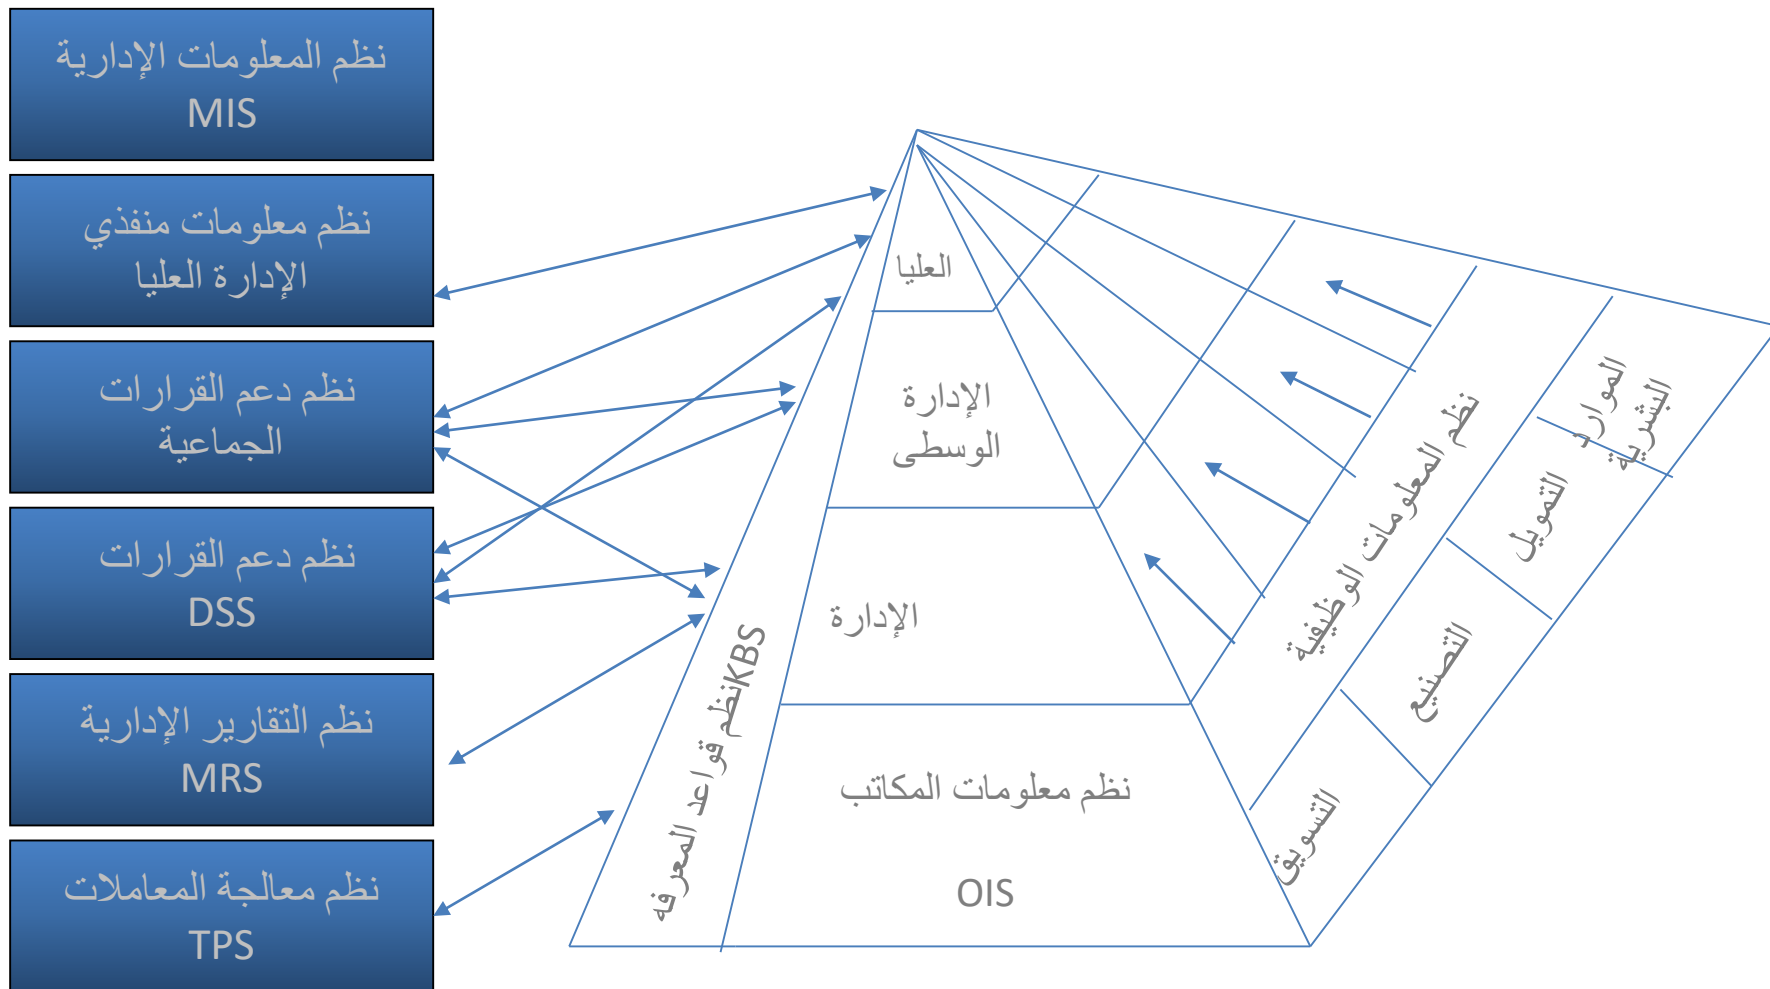 نظم المعلومات الإدارية
MIS
نظم معلومات منفذي
الإدارة العليا
نظم دعم القرارات
الجماعية
نظم دعم القرارات
DSS
نظم التقارير الإدارية
MRS
نظم معالجة المعاملات
TPS
العليا
الإدارة
الوسطى
الإدارة
نظم معلومات المكاتب
OIS
نظم قواعد المعرفهKBS
نظم المعلومات الوظيفية
الموارد
البشرية
التمويل
التصنيع
التسويق